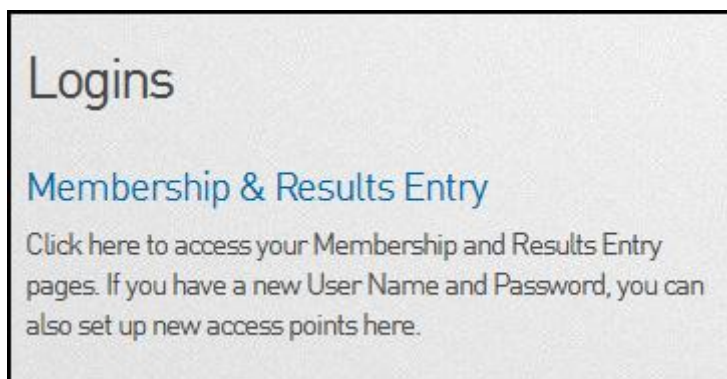 Logins
Membership & Results Entry
Click here to access your Membership and Results Entry
pages. If you have a new User Name and Password, you can
also set up new access points here.